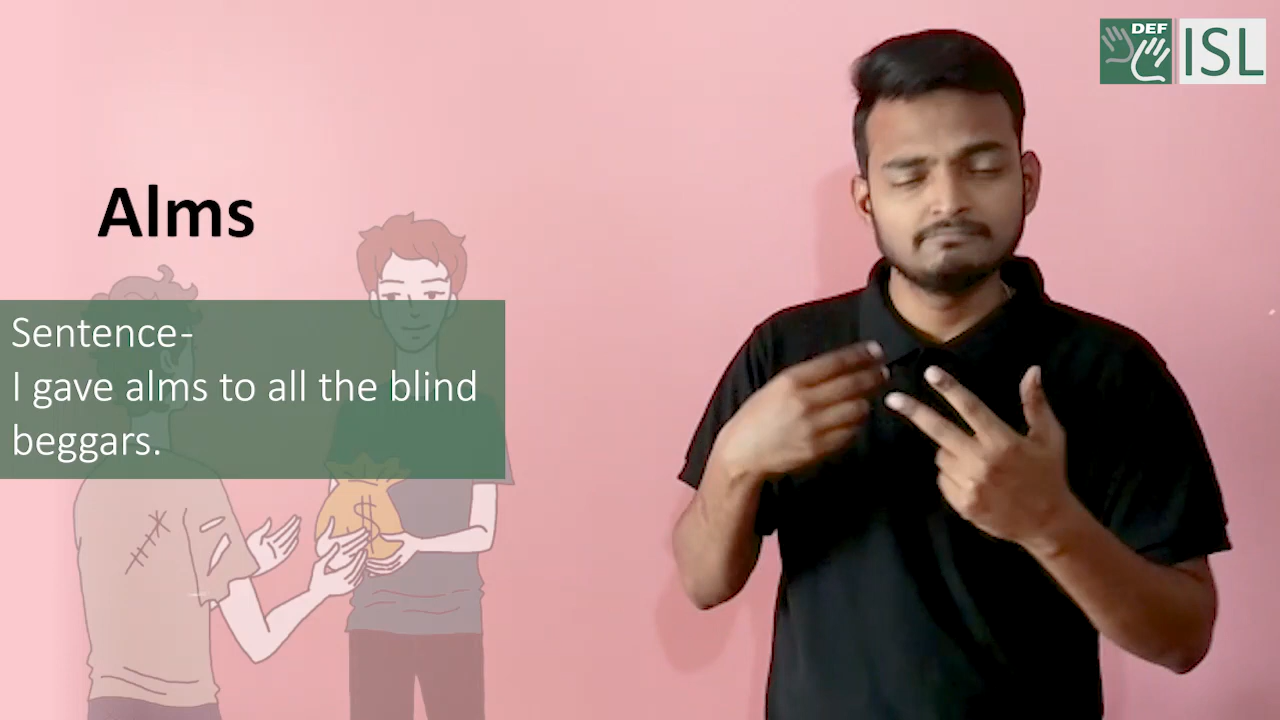 DEF
ISL
Alms
Sentence-
I gave alms to all the blind
beggars.
$